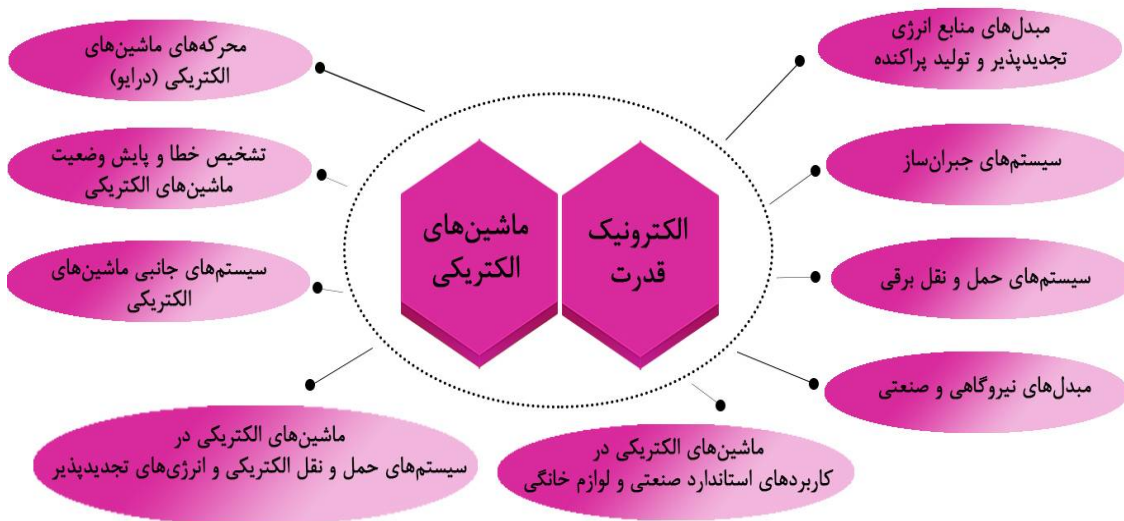 مبدل‌های منابع انرژی
تجدیدپذیر و تولید پراکنده
سیستم‌های جبران‌ساز
سیستم‌های حمل و نقل برقی
مبدل‌های نیروگاهی و صنعتی
الکترونیک
قدرت
ماشین‌های
الکتریکی
محرکه‌های ماشین‌های
الکتریکی (درایو)
تشخیص خطا و پایش وضعیت
ماشین‌های الکتریکی
سیستم‌های جانبی ماشین‌های
الکتریکی
ماشین‌های الکتریکی در
کاربردهای استاندارد صنعتی و لوازم خانگی
ماشین‌های الکتریکی در
سیستم‌های حمل و نقل الکتریکی و انرژی‌های تجدیدپذیر